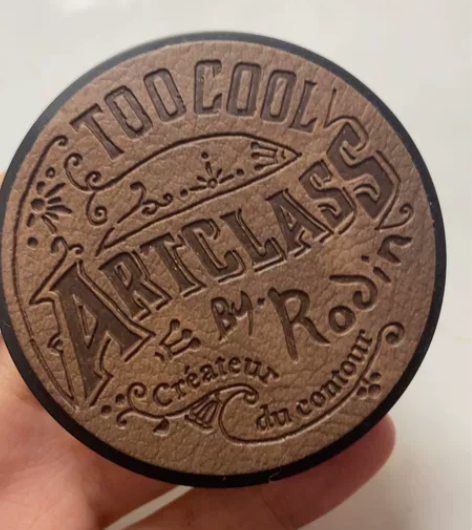 TOO COOL
ARTCLASS
By. Rodin
Créateur
du contour